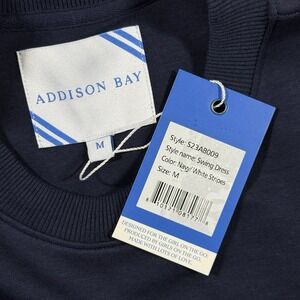 ADDISON BAY
M
Style: S23AB009
Style name: Swing Dress
Color: Navy/ White Stripes
Size: M
DESIGNED FOR THE GIRL ON THE GO.
PRODUCED BY GIRLS ON THE GO.
MADE WITH LOTS OF LOVE.